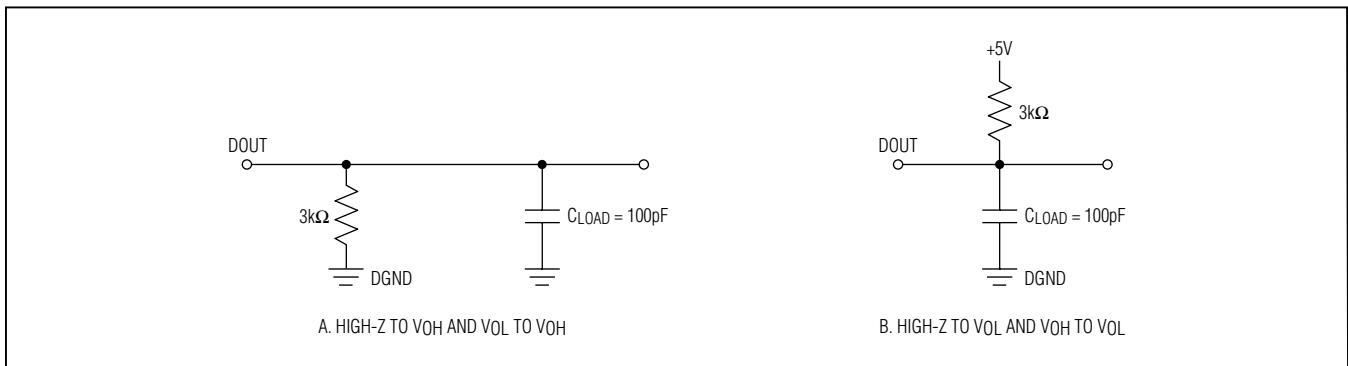 DOUT
3kΩ
DGND
CLOAD = 100pF
A. HIGH-Z TO VOH AND VOL TO VOH
+5V
3kΩ
DOUT
CLOAD = 100pF
DGND
B. HIGH-Z TO VOL AND VOH TO VOL